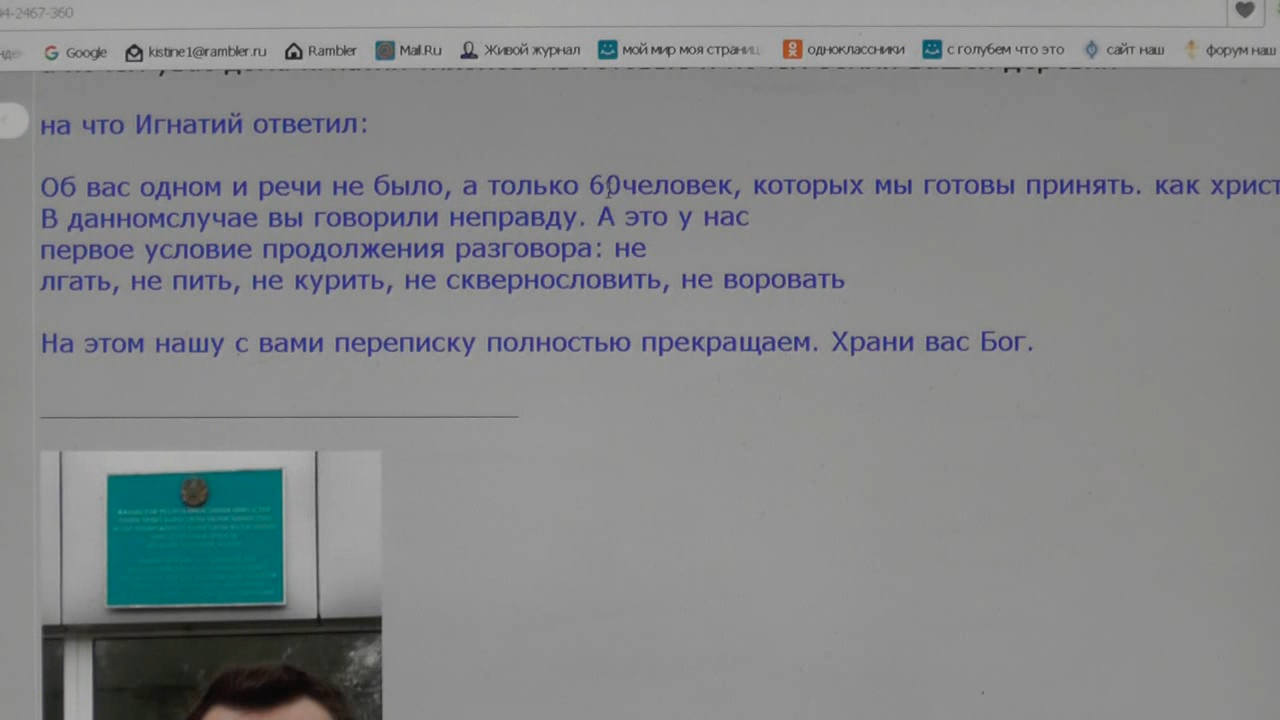 94-2467-360
Google kistine1@rambler.ru Rambler Mail.Ru Живой журнал мой мир моя страниц одноклассники с голубем что это сайт наш форум наш
на что Игнатий ответил:
Об вас одном и речи не было, а только 60человек, которых мы готовы принять. как христ
В данномслучае вы говорили неправду. А это у нас
первое условие продолжения разговора: не
лгать, не пить, не курить, не сквернословить, не воровать
На этом нашу с вами переписку полностью прекращаем. Храни вас Бог.